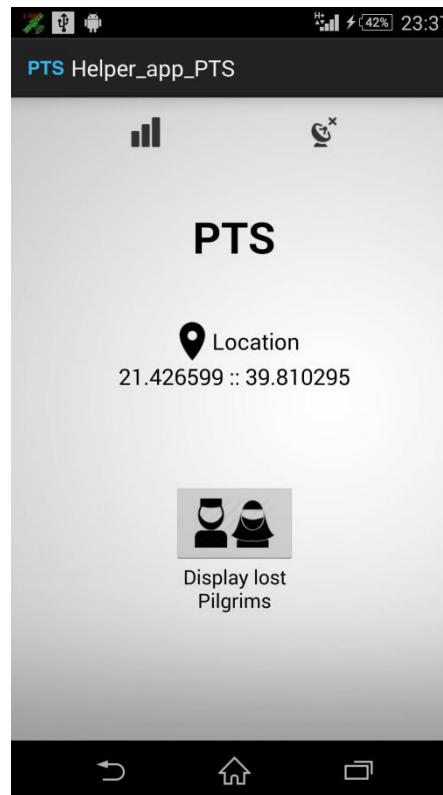 H+ 42% 23:37
PTS Helper_app_PTS
PTS
Location
21.426599 :: 39.810295
Display lost
Pilgrims